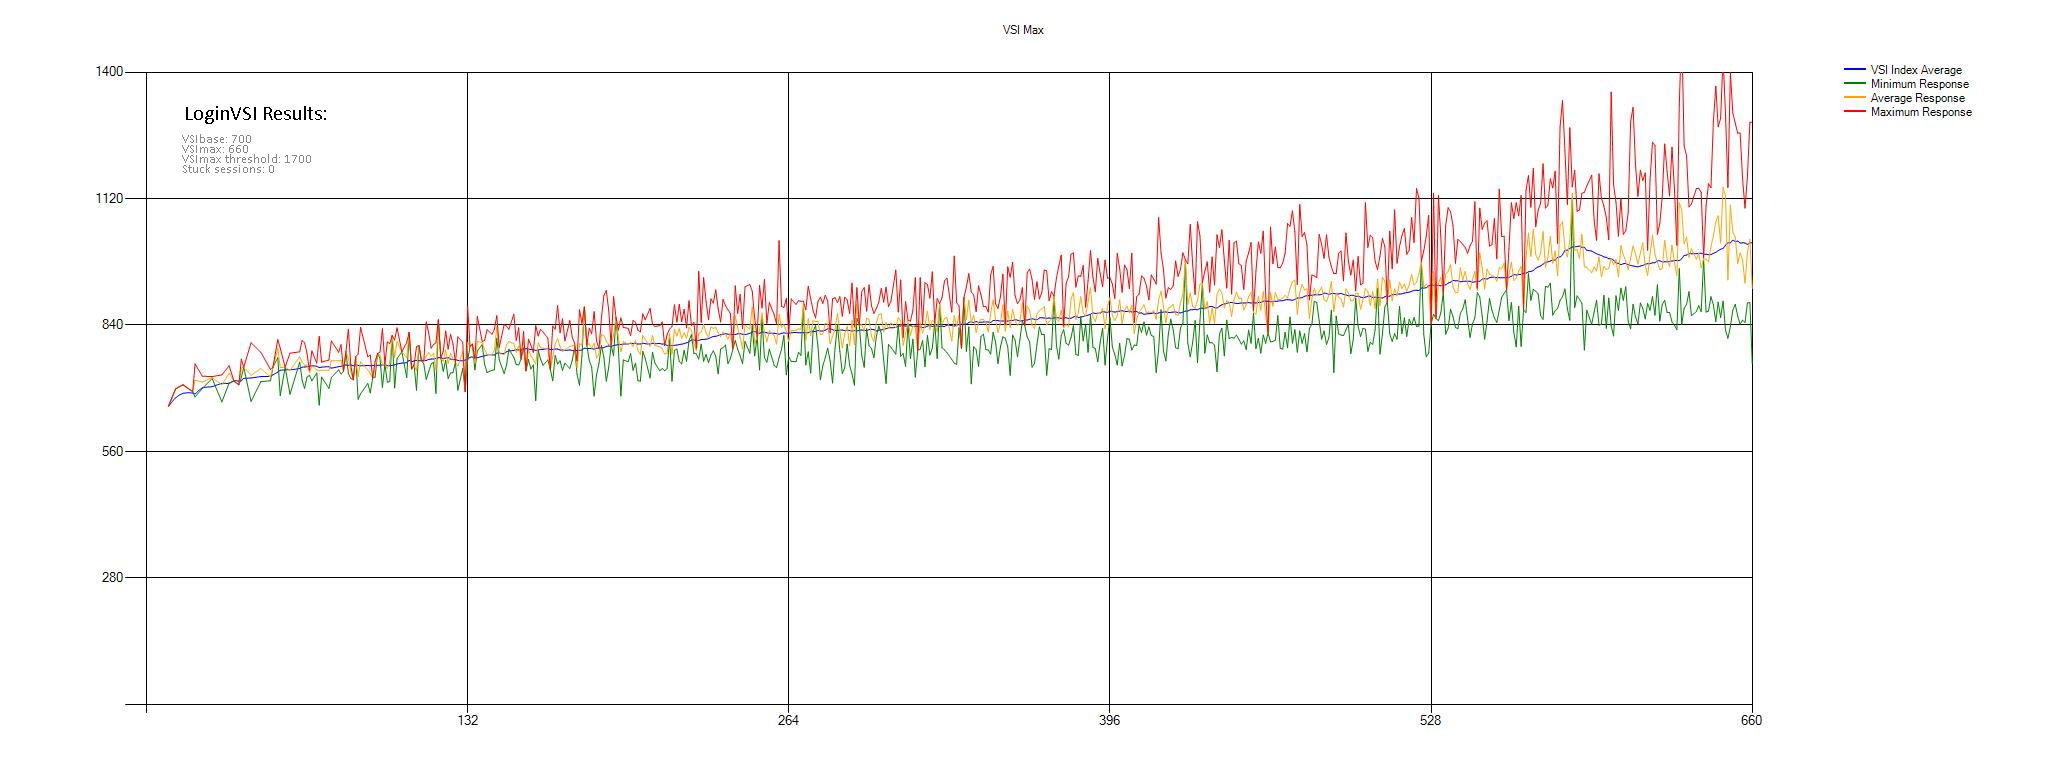 VSI Max
1400
1120
840
560
280
132
264
396
528
660
LoginVSI Results:
VSIbase: 700
VSImax: 660
VSImax threshold: 1700
Stuck sessions: 0
VSI Index Average
Minimum Response
Average Response
Maximum Response